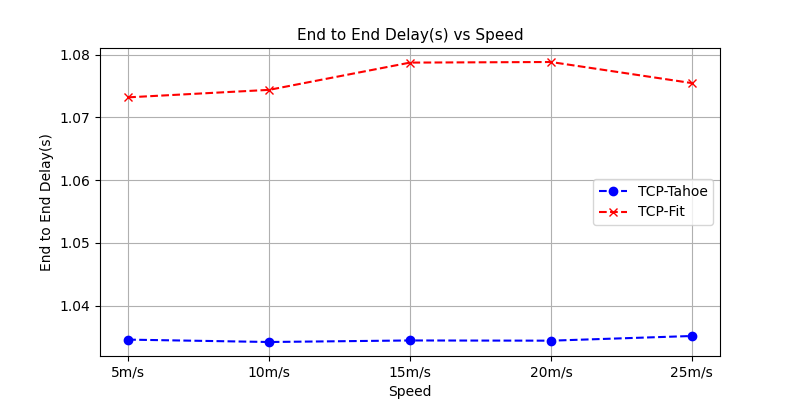 End to End Delay(s) vs Speed
End to End Delay(s)
1.08
1.07
1.06
1.05
1.04
TCP-Tahoe
TCP-Fit
5m/s 10m/s 15m/s 20m/s 25m/s
Speed